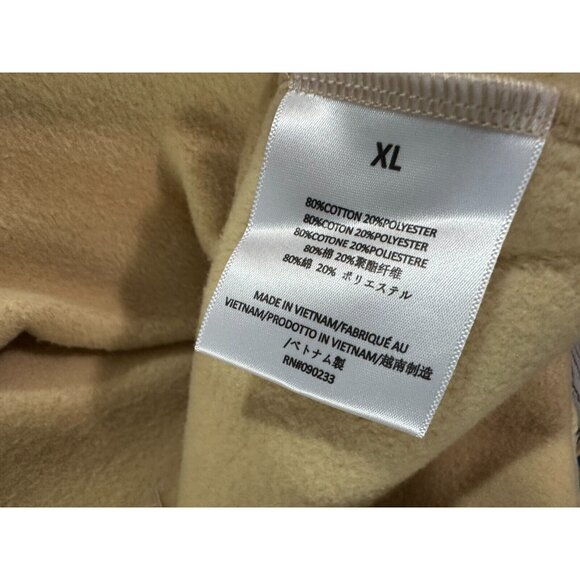 XL
80%COTTON 20%POLYESTER
80%COTON 20%POLYESTER
80%COTONE 20%POLIESTERE
80%棉 20%聚酯纤维
80%綿 20% ポリエステル
MADE IN VIETNAM/FABRIQUÉ AU
VIETNAM/PRODOTTO IN VIETNAM/越南制造
/ベトナム製
RN#090233